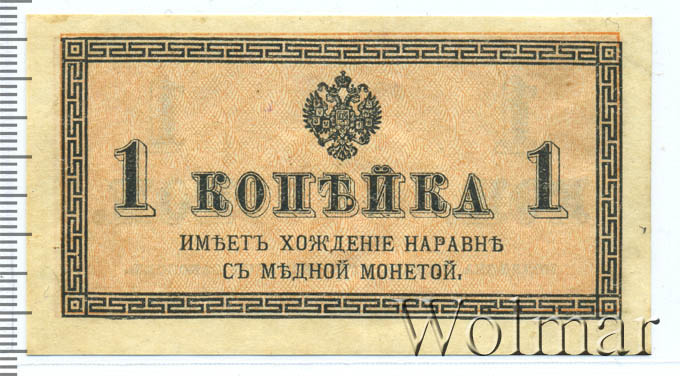 1 КОПѢЙКА 1
ИМѢЕТЪ ХОЖДЕНІЕ НАРАВНѢ
СЪ МѢДНОЙ МОНЕТОЙ.
Wolmar